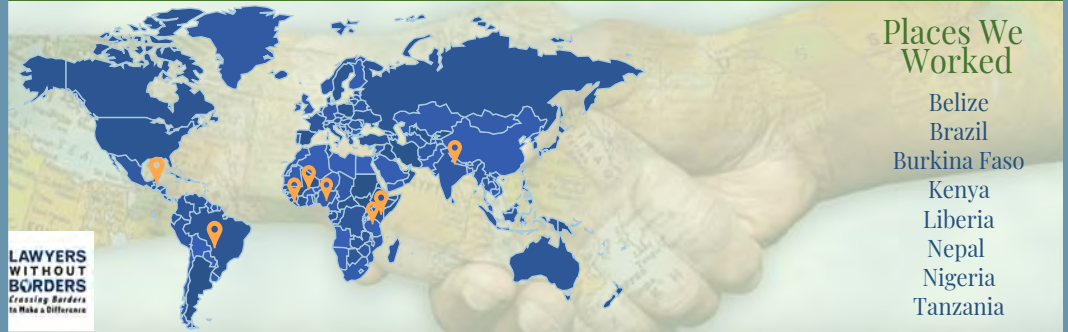 Places We
Worked
Belize
Brazil
Burkina Faso
Kenya
Liberia
Nepal
Nigeria
Tanzania
LAWYERS
WITHOUT
BORDERS
Crossing Borders
to Make a Difference